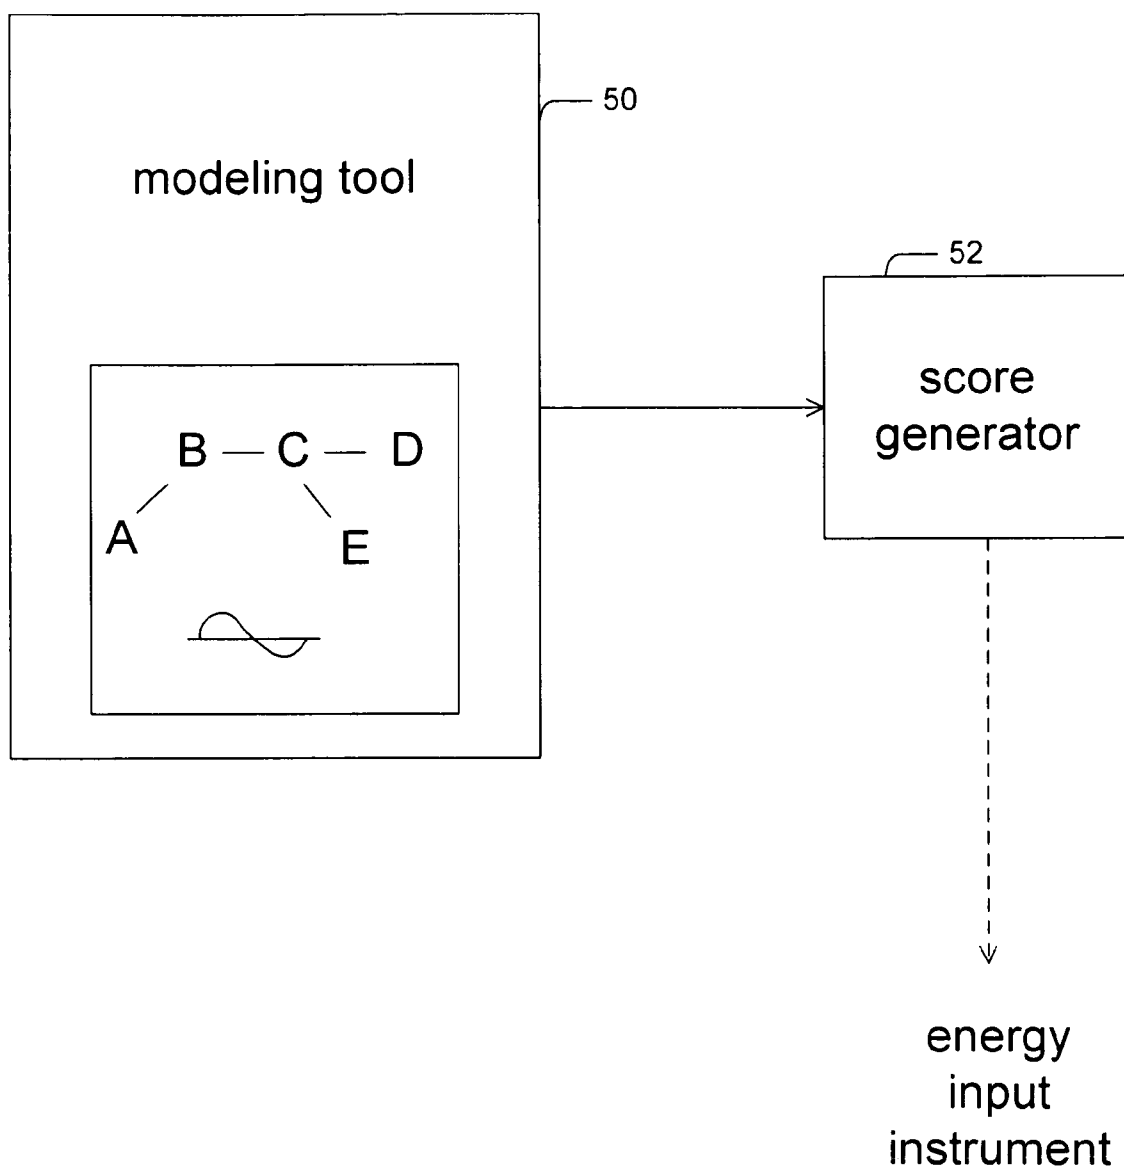 50
modeling tool
52
score
generator
B — C — D
A
E
energy
input
instrument